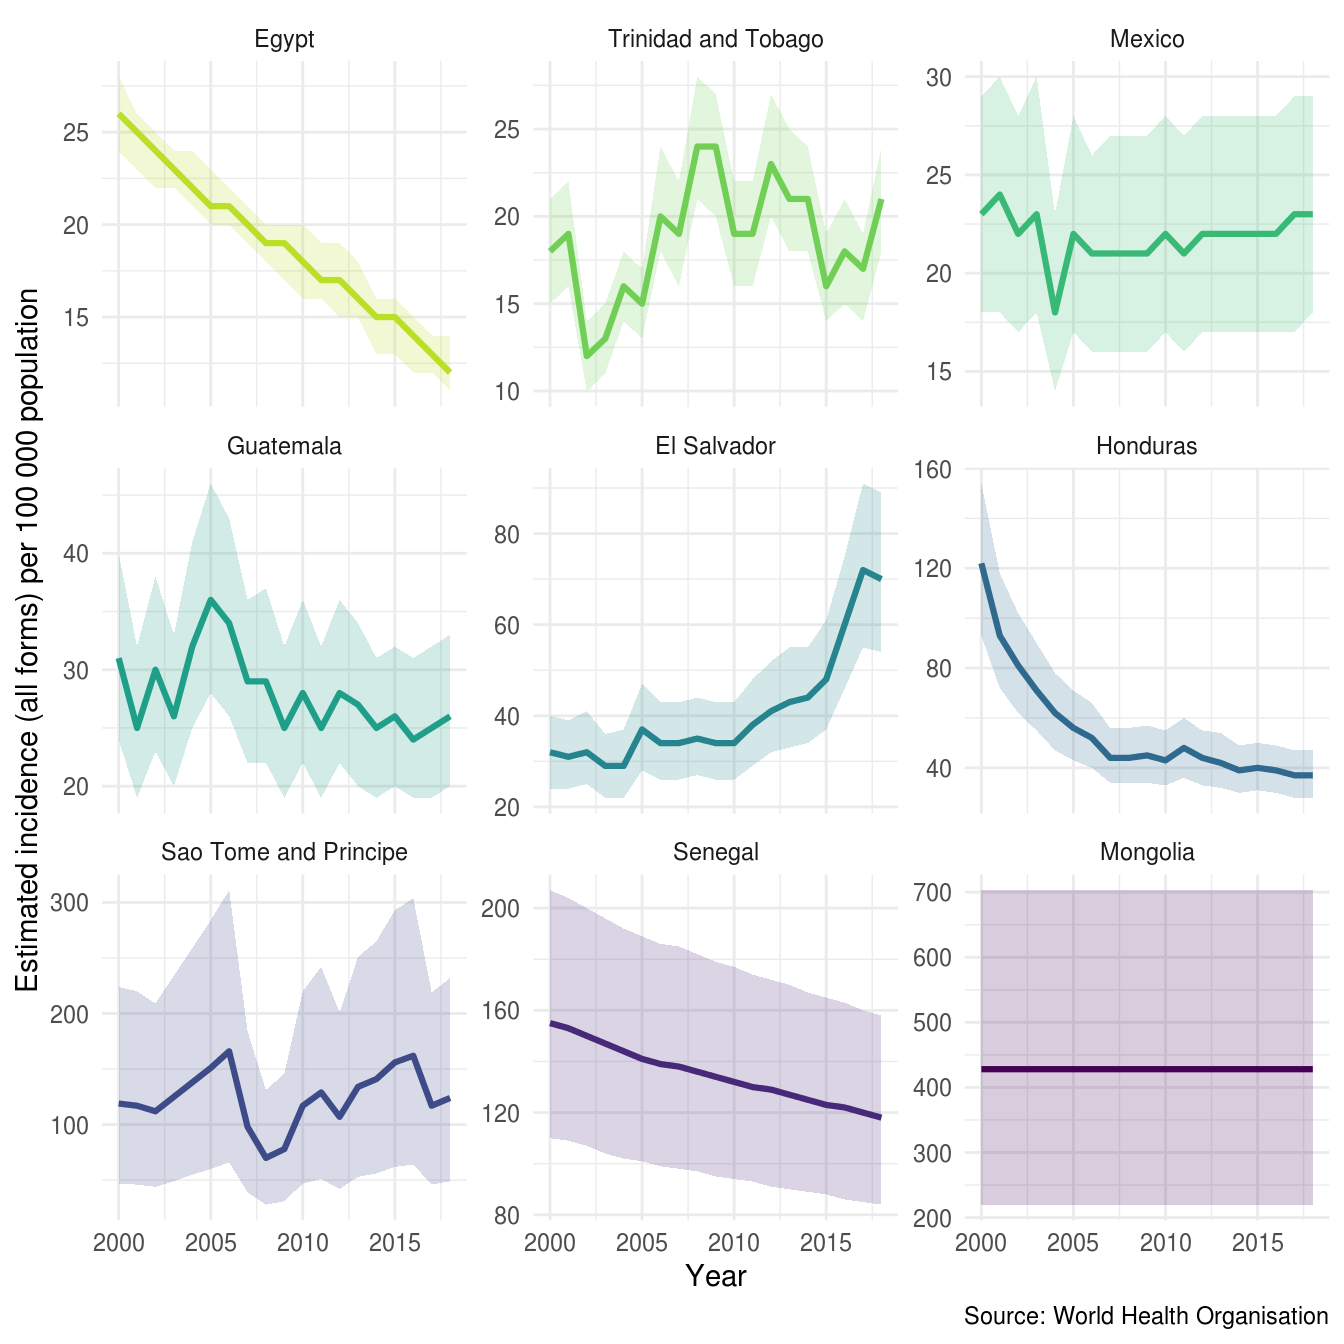 Egypt
Trinidad and Tobago
Mexico
25
20
15
25
20
15
10
30
25
20
15
Estimated incidence (all forms) per 100 000 population
Guatemala
El Salvador
Honduras
40
30
20
80
60
40
20
160
120
80
40
Sao Tome and Principe
Senegal
Mongolia
300
200
100
200
160
120
80
700
600
500
400
300
200
2000 2005 2010 2015
2000 2005 2010 2015
2000 2005 2010 2015
Year
Source: World Health Organisation